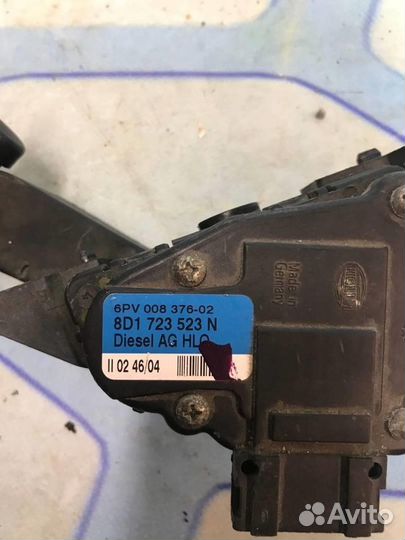 6PV 008 376-02
8D1 723 523 N
Diesel AG HLO
II 02 46/04
Made in
Germany
Avito